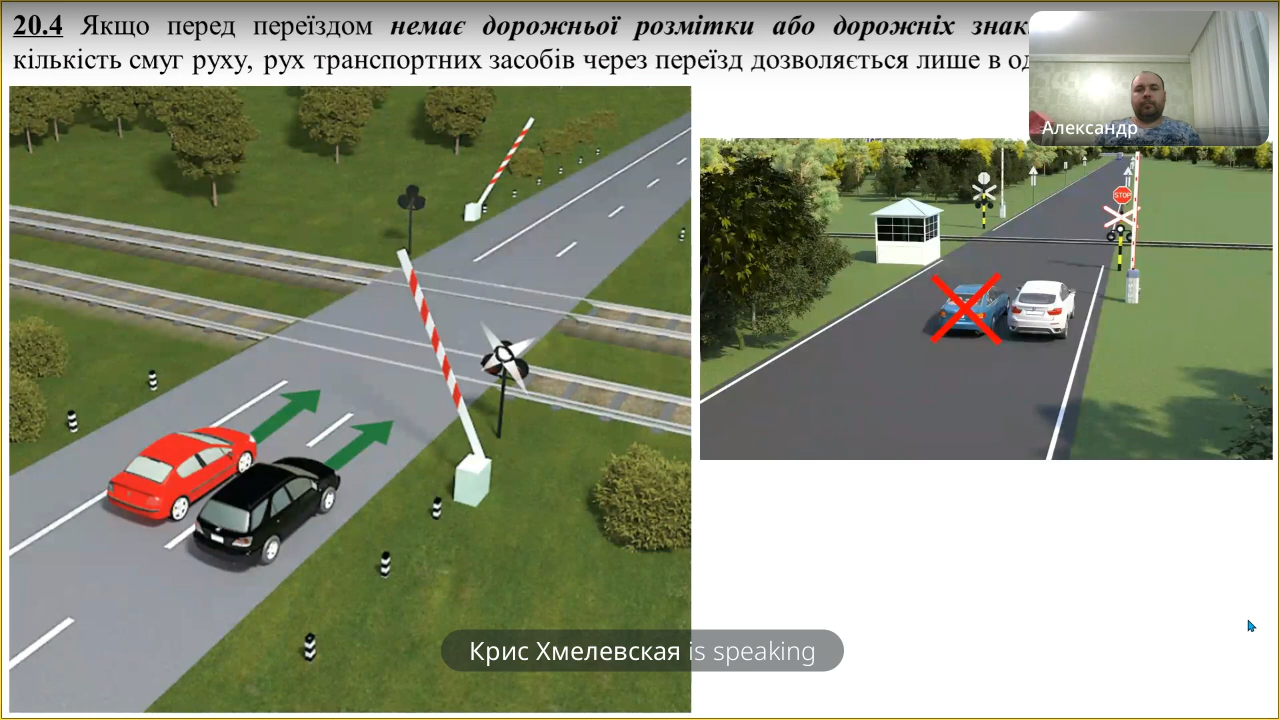 20.4 Якщо перед переїздом немає дорожньої розмітки або дорожніх знак
кількість смуг руху, рух транспортних засобів через переїзд дозволяється лише в од
Александр
STOP
Крис Хмелевская is speaking